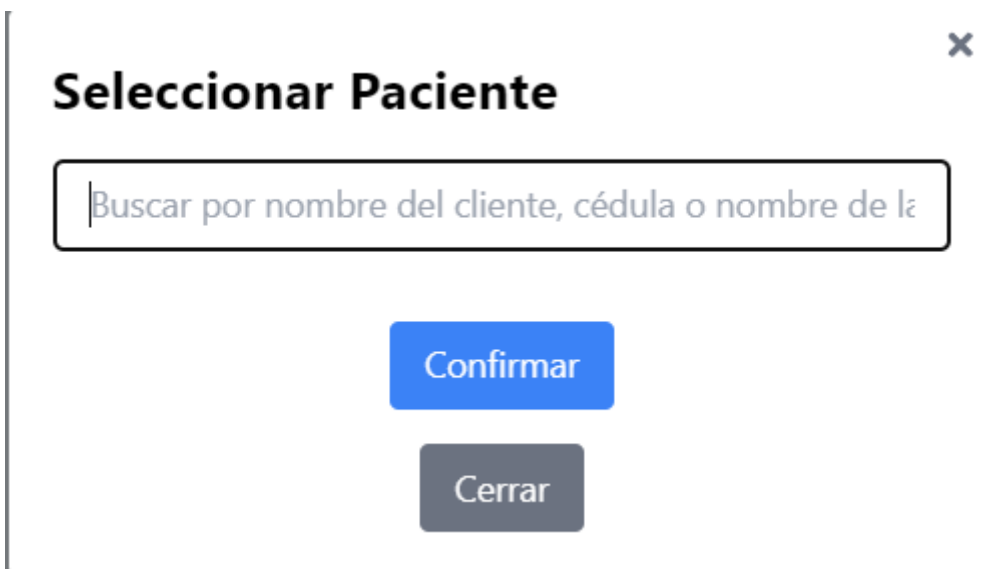 Seleccionar Paciente
Buscar por nombre del cliente, cédula o nombre de la
Confirmar
Cerrar